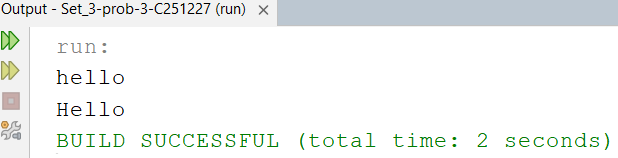 Output - Set_3-prob-3-C251227 (run)
run:
hello
Hello
BUILD SUCCESSFUL (total time: 2 seconds)